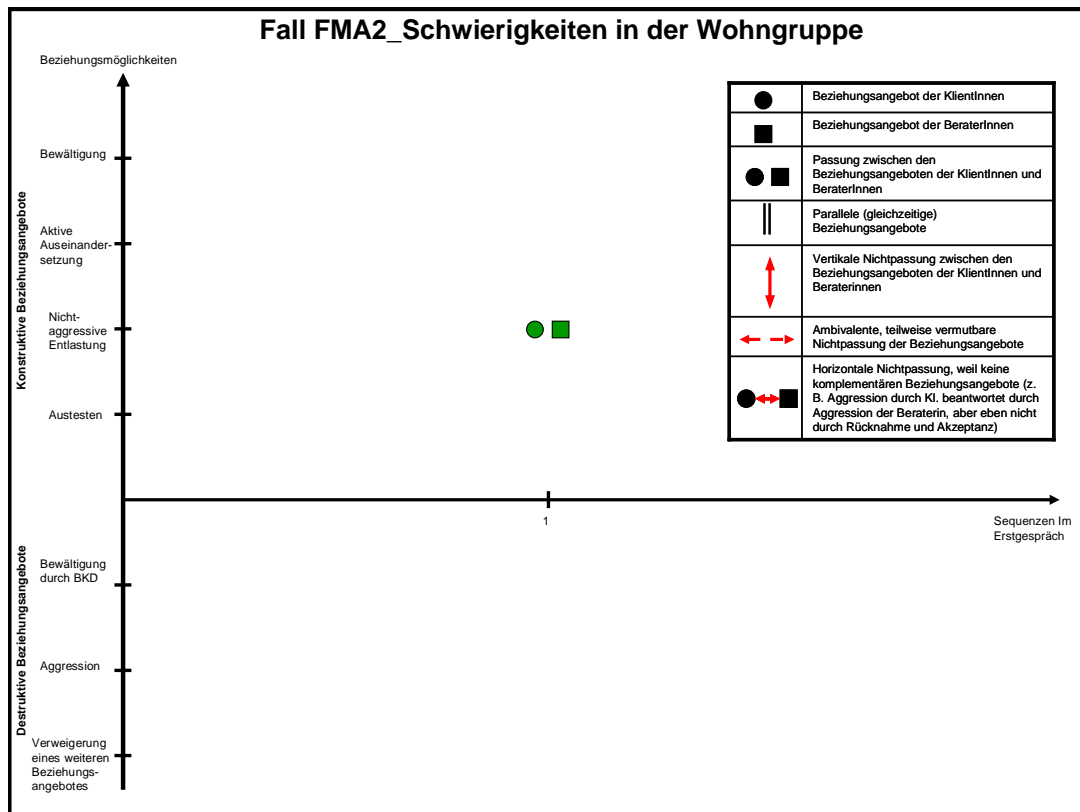 Fall FMA2_Schwierigkeiten in der Wohngruppe
Beziehungsmöglichkeiten
Konstruktive Beziehungsangebote
Bewältigung
Aktive
Auseinander-
setzung
Nicht-
aggressive
Entlastung
Austesten
Beziehungsangebot der KlientInnen
Beziehungsangebot der BeraterInnen
Passung zwischen den
Beziehungsangeboten der KlientInnen und
BeraterInnen
Parallele (gleichzeitige)
Beziehungsangebote
Vertikale Nichtpassung zwischen den
Beziehungsangeboten der KlientInnen und
Beraterinnen
Ambivalente, teilweise vermutbare
Nichtpassung der Beziehungsangebote
Horizontale Nichtpassung, weil keine
komplementären Beziehungsangebote (z.
B. Aggression durch Kl. beantwortet durch
Aggression der Beraterin, aber eben nicht
durch Rücknahme und Akzeptanz)
1
Sequenzen Im
Erstgespräch
Destruktive Beziehungsangebote
Bewältigung
durch BKD
Aggression
Verweigerung
eines weiteren
Beziehungs-
angebotes